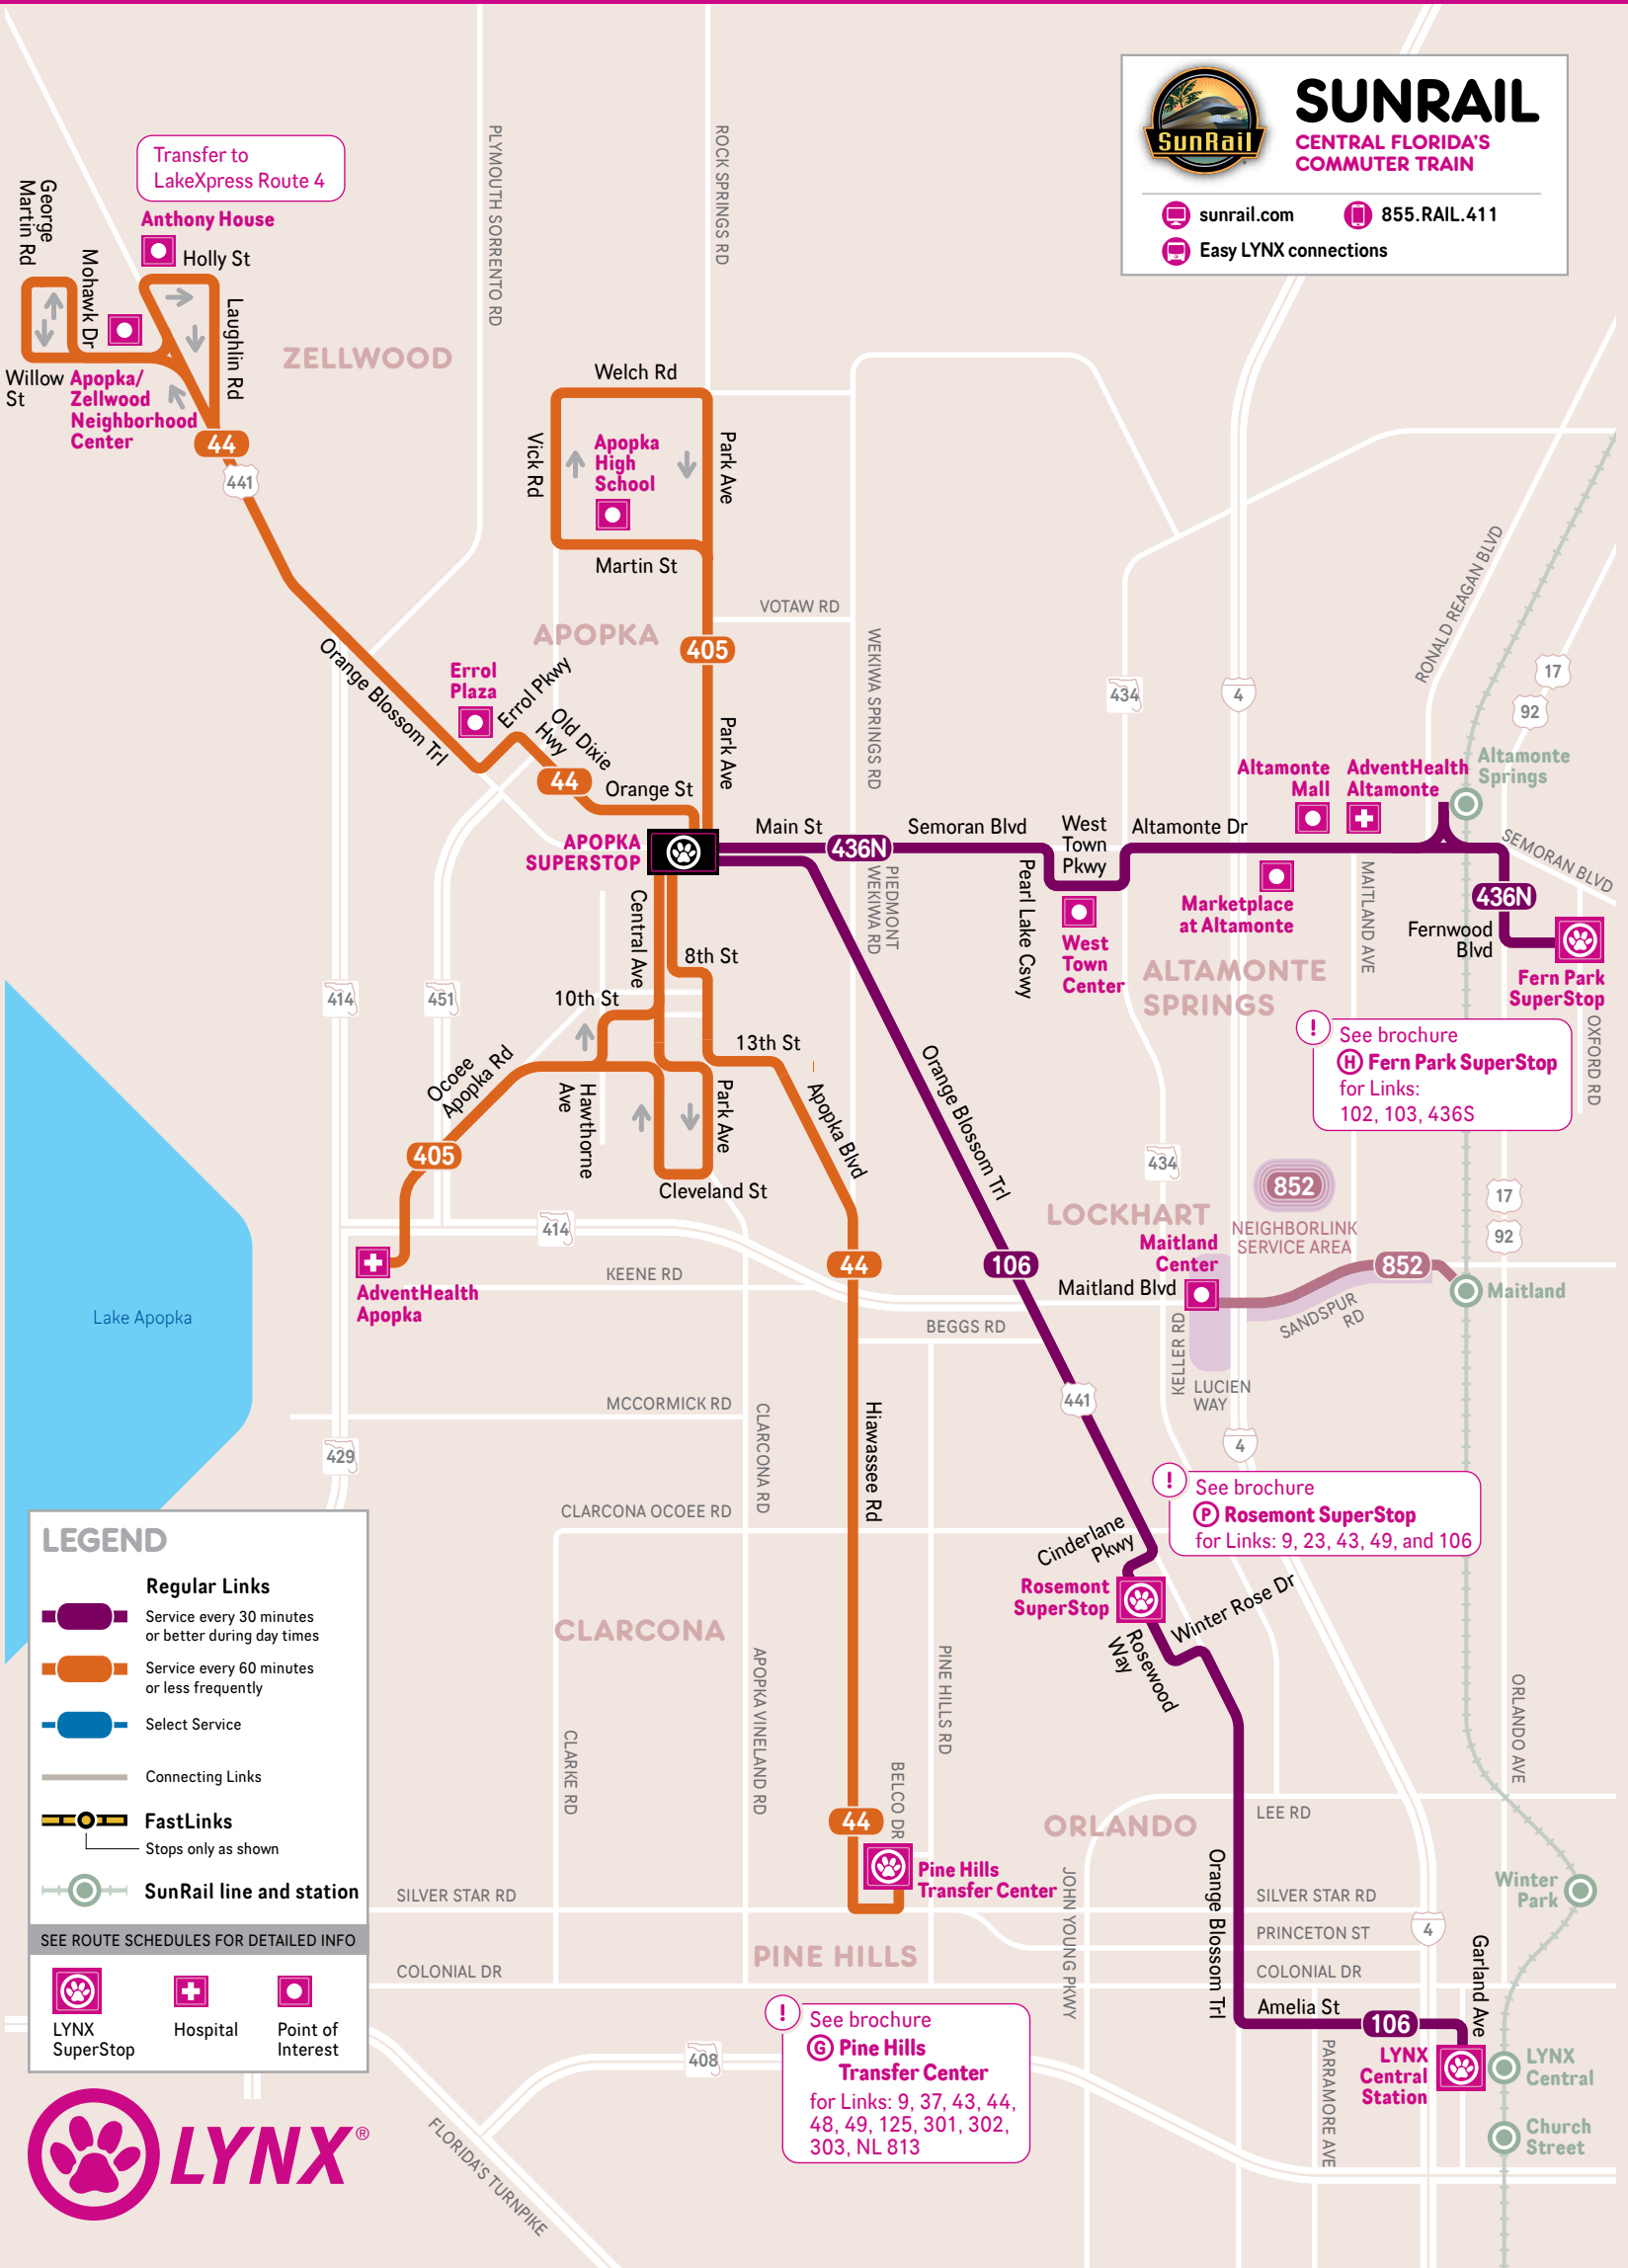 SunRail
SUNRAIL
CENTRAL FLORIDA'S
COMMUTER TRAIN
sunrail.com
855.RAIL.411
Easy LYNX connections
Transfer to
LakeXpress Route 4
Anthony House
Holly St
George
Martin Rd
Mohawk Dr
Laughlin Rd
Willow
St
Apopka/
Zellwood
Neighborhood
Center
44
441
ZELLWOOD
PLYMOUTH SORRENTO RD
ROCK SPRINGS RD
Welch Rd
Vick Rd
Apopka
High
School
Park Ave
Martin St
VOTAW RD
APOPKA
405
WEKIWA SPRINGS RD
Orange Blossom Trl
Errol
Plaza
Errol Pkwy
Old Dixie
Hwy
44
Orange St
Park Ave
APOPKA
SUPERSTOP
Main St
436N
Semoran Blvd
West
Town
Pkwy
Altamonte Dr
434
4
RONALD REAGAN BLVD
17
92
Altamonte
Mall
AdventHealth
Altamonte
Altamonte
Springs
SEMORAN BLVD
436N
Fernwood
Blvd
Fern Park
SuperStop
PIEDMONT
WEKIWA RD
Pearl Lake Cswy
West
Town
Center
Marketplace
at Altamonte
MAITLAND AVE
ALTAMONTE
SPRINGS
OXFORD RD
!
See brochure
H Fern Park SuperStop
for Links:
102, 103, 436S
Central Ave
8th St
10th St
13th St
414
451
Ocoee
Apopka Rd
Hawthorne
Ave
Park Ave
Apopka Blvd
Cleveland St
405
414
AdventHealth
Apopka
KEENE RD
Lake Apopka
44
Orange Blossom Trl
106
LOCKHART
434
852
NEIGHBORLINK
SERVICE AREA
Maitland
Center
Maitland Blvd
852
SANDSPUR
RD
Maitland
17
92
KELLER RD
LUCIEN
WAY
BEGGS RD
441
4
MCCORMICK RD
CLARCONA RD
Hiawassee Rd
429
CLARCONA OCOEE RD
Cinderlane
Pkwy
!
See brochure
P Rosemont SuperStop
for Links: 9, 23, 43, 49, and 106
Rosemont
SuperStop
Winter Rose Dr
Rosewood
Way
CLARCONA
APOPKA VINELAND RD
CLARKE RD
PINE HILLS RD
BELCO DR
ORLANDO AVE
LEE RD
ORLANDO
44
Pine Hills
Transfer Center
SILVER STAR RD
JOHN YOUNG PKWY
Orange Blossom Trl
SILVER STAR RD
PRINCETON ST
4
Winter
Park
PINE HILLS
COLONIAL DR
COLONIAL DR
Garland Ave
Amelia St
106
LYNX
Central
Station
LYNX
Central
Church
Street
PARRAMORE AVE
!
See brochure
G Pine Hills
Transfer Center
for Links: 9, 37, 43, 44,
48, 49, 125, 301, 302,
303, NL 813
408
FLORIDA'S TURNPIKE
LEGEND
Regular Links
Service every 30 minutes
or better during day times
Service every 60 minutes
or less frequently
Select Service
Connecting Links
FastLinks
Stops only as shown
SunRail line and station
SEE ROUTE SCHEDULES FOR DETAILED INFO
LYNX
SuperStop
Hospital
Point of
Interest
LYNX®